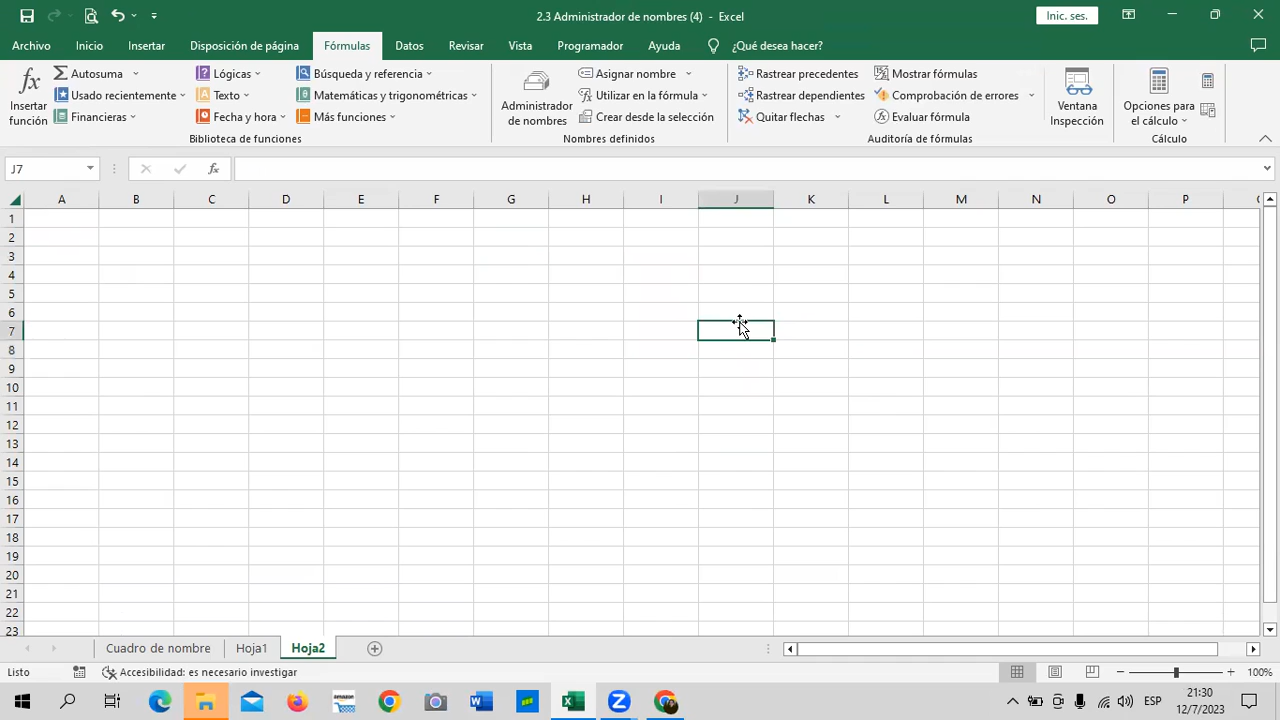 2.3 Administrador de nombres (4) - Excel
Inic. ses.
Archivo Inicio Insertar Disposición de página Fórmulas Datos Revisar Vista Programador Ayuda ¿Qué desea hacer?
Insertar función
Autosuma
Usado recientemente
Financieras
Lógicas
Texto
Fecha y hora
Búsqueda y referencia
Matemáticas y trigonométricas
Más funciones
Biblioteca de funciones
Administrador de nombres
Asignar nombre
Utilizar en la fórmula
Crear desde la selección
Nombres definidos
Rastrear precedentes
Rastrear dependientes
Quitar flechas
Mostrar fórmulas
Comprobación de errores
Evaluar fórmula
Auditoría de fórmulas
Ventana Inspección
Opciones para el cálculo
Cálculo
J7
fx
A B C D E F G H I J K L M N O P
1
2
3
4
5
6
7
8
9
10
11
12
13
14
15
16
17
18
19
20
21
22
23
Cuadro de nombre Hoja1 Hoja2
Listo Accesibilidad: es necesario investigar 100%
ESP
21:30
12/7/2023